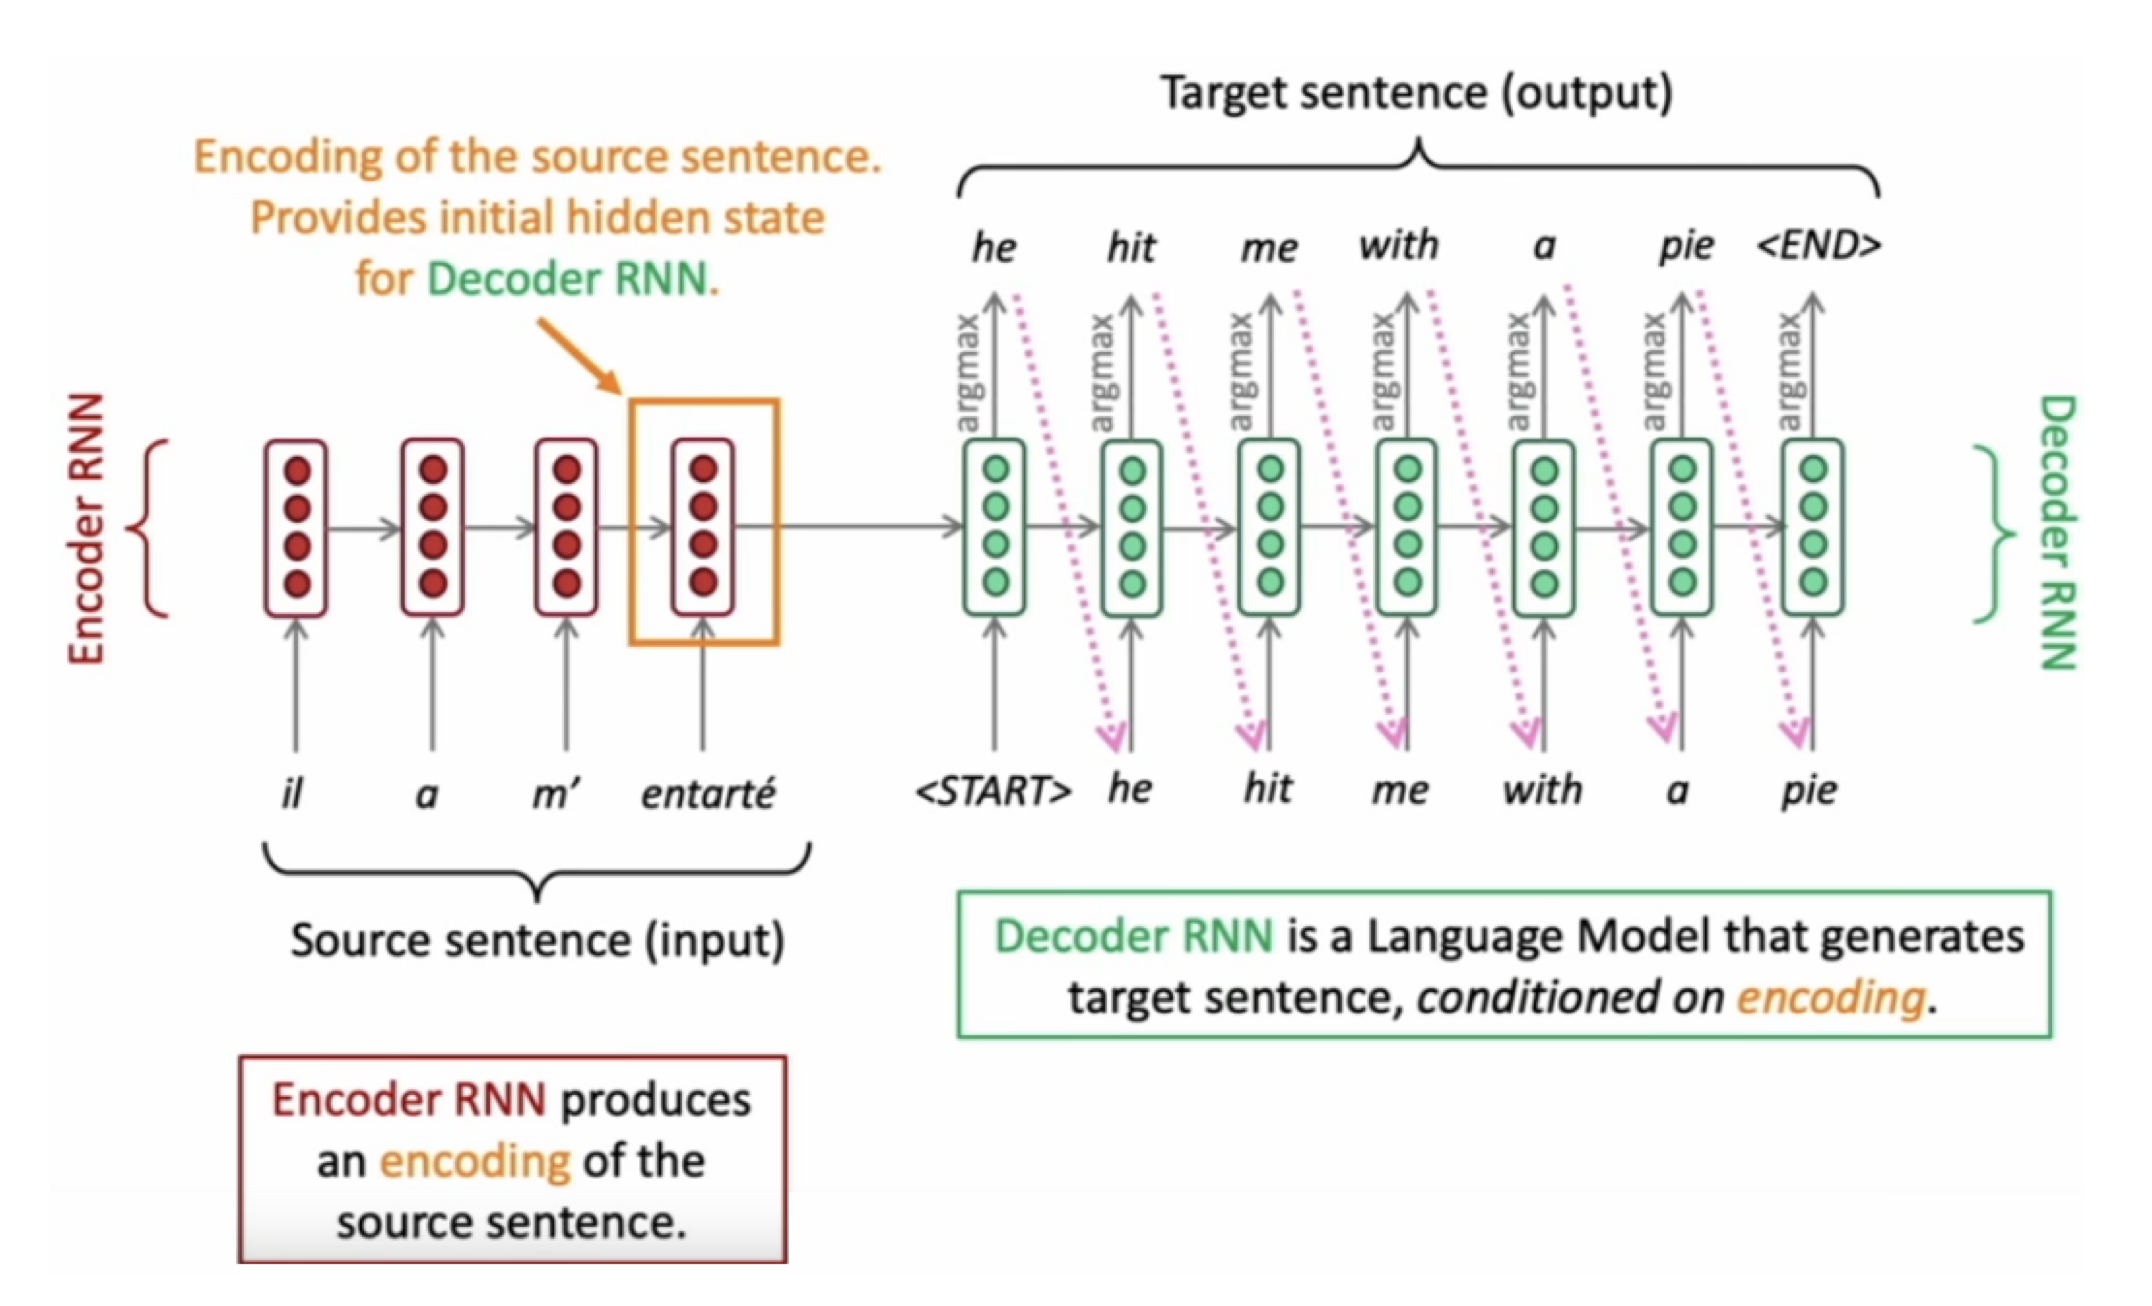 Target sentence (output)
Encoding of the source sentence.
Provides initial hidden state
for Decoder RNN.
he hit me with a pie <END>
argmax argmax argmax argmax argmax argmax argmax
Encoder RNN
Decoder RNN
il a m’ entarté <START> he hit me with a pie
Source sentence (input)
Decoder RNN is a Language Model that generates
target sentence, conditioned on encoding.
Encoder RNN produces
an encoding of the
source sentence.